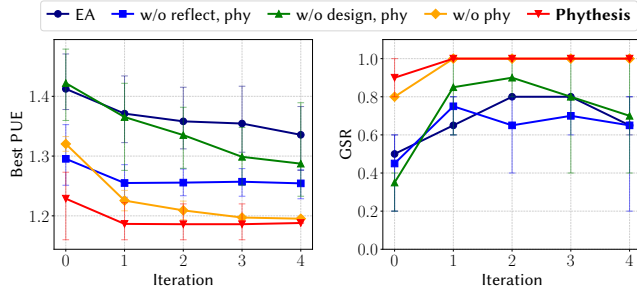 EA w/o reflect, phy w/o design, phy w/o phy Phythesis
Best PUE
1.4
1.3
1.2
0 1 2 3 4
Iteration
GSR
1.0
0.8
0.6
0.4
0.2
0.0
0 1 2 3 4
Iteration